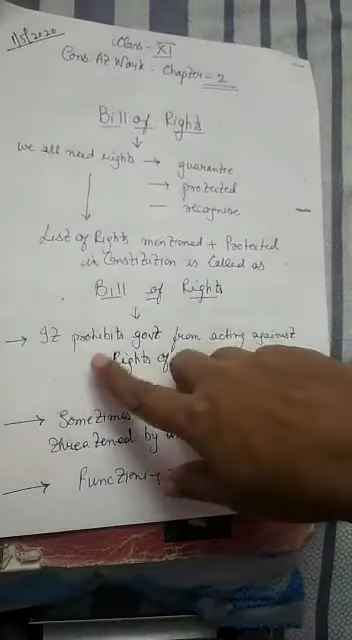 1/5/2020
Class - XI
Cons. At Work - Chapter - 2
Bill of Rights
we all need rights → guarantee
→ protected
— recognise
List of Rights mentioned + Protected
in Constitution is called as
Bill of Rights
→ It prohibits govt from acting against
Rights of
→ Sometimes
threatened by
→ Function